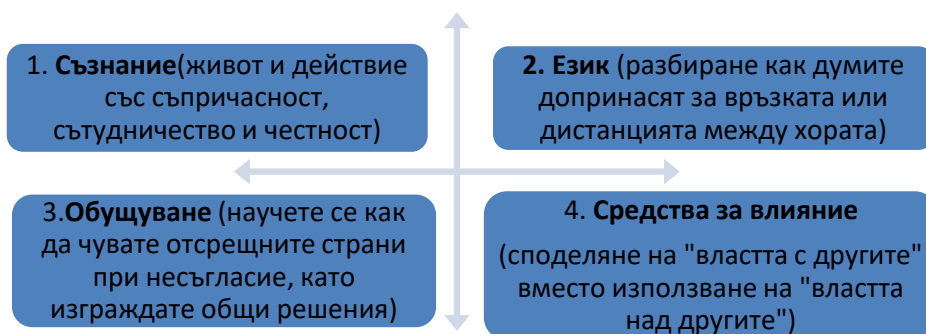 1. Съзнание(живот и действие
със съпричасност,
сътудничество и честност)
2. Език (разбиране как думите
допринасят за връзката или
дистанцията между хората)
3.Обущуване (научете се как
да чувате отсрещните страни
при несъгласие, като
изграждате общи решения)
4. Средства за влияние
(споделяне на "властта с другите"
вместо използване на "властта
над другите")